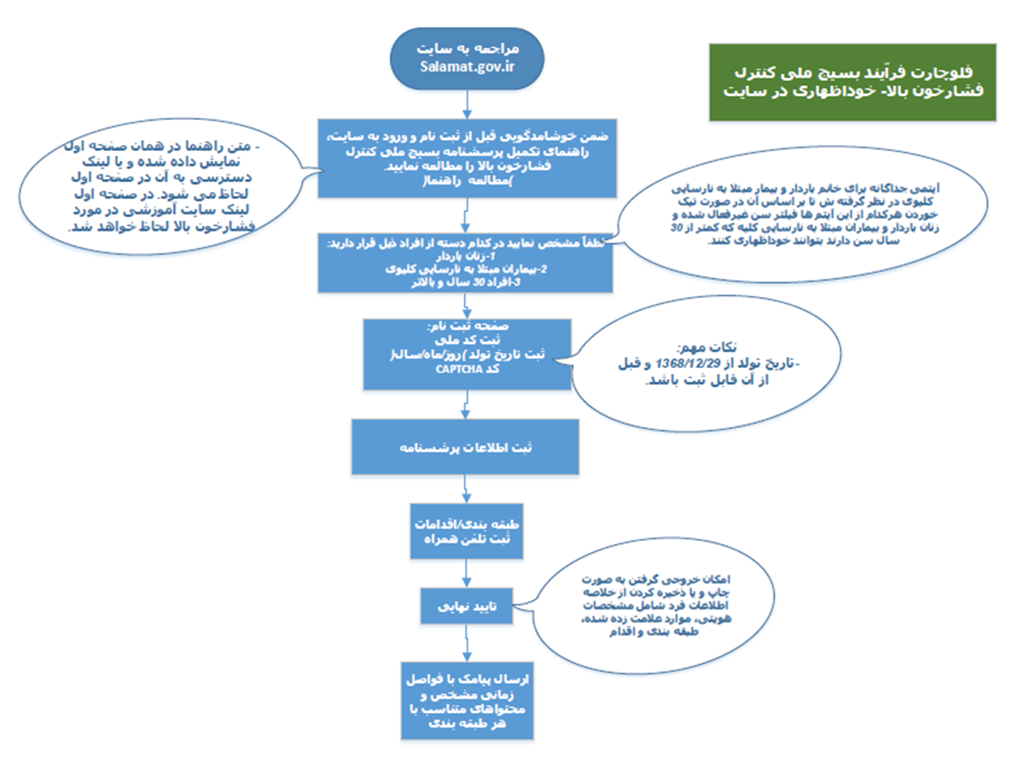 مراجعه به سایت
Salamat.gov.ir
فلوچارت فرآیند بسیج ملی کنترل
فشارخون بالا- خوداظهاری در سایت
ضمن خوشامدگویی قبل از ثبت نام و ورود به سایت،
راهنمای تکمیل پرسشنامه بسیج ملی کنترل
فشارخون بالا را مطالعه نمایید.
)مطالعه راهنما(
- متن راهنما در همان صفحه اول
نمایش داده شده و یا لینک
دسترسی به آن در صفحه اول
لحاظ می شود. در صفحه اول
لینک سایت آموزشی در مورد
فشارخون بالا لحاظ خواهد شد.
آیتمی جداگانه برای خانم باردار و بیمار مبتلا به نارسایی
کلیوی در نظر گرفته ش تا بر اساس آن در صورت تیک
خوردن هرکدام از این آیتم ها فیلتر سن غیرفعال شده و
زنان باردار و بیماران مبتلا به نارسایی کلیه که کمتر از 30
سال سن دارند بتوانند خوداظهاری کنند.
لطفاً مشخص نمایید در کدام دسته از افراد ذیل قرار دارید:
1-زنان باردار
2-بیماران مبتلا به نارسایی کلیوی
3-افراد 30 سال و بالاتر
صفحه ثبت نام:
ثبت کد ملی
ثبت تاریخ تولد )روز/ماه/سال(
کد CAPTCHA
نکات مهم:
-تاریخ تولد از 1368/12/29 و قبل
از آن قابل ثبت باشد.
ثبت اطلاعات پرشسنامه
طبقه بندی/اقدامات
ثبت تلفن همراه
تایید نهایی
امکان خروجی گرفتن به صورت
چاپ و یا ذخیره کردن از خلاصه
اطلاعات فرد شامل مشخصات
هویتی، موارد علامت زده شده،
طبقه بندی و اقدام
ارسال پیامک با فواصل
زمانی مشخص و
محتواهای متناسب با
هر طبقه بندی